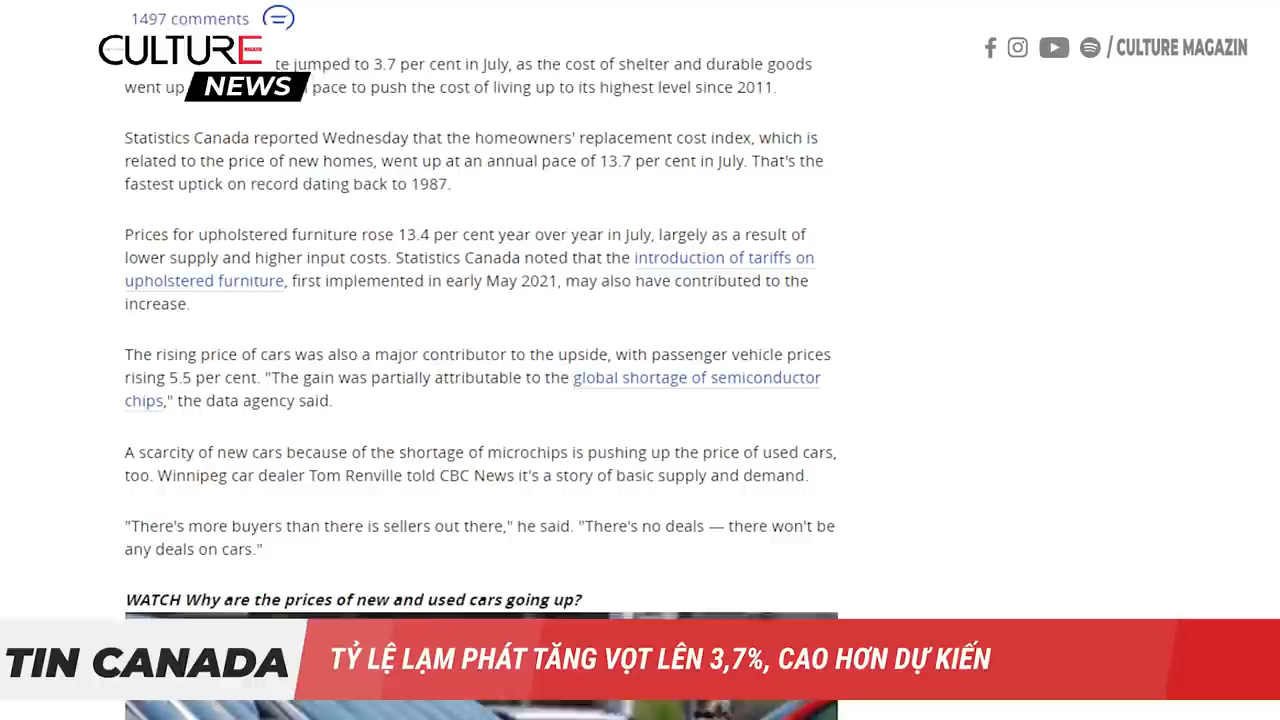 1497 comments
CULTURE
NEWS
/ CULTURE MAGAZIN
te jumped to 3.7 per cent in July, as the cost of shelter and durable goods
went up pace to push the cost of living up to its highest level since 2011.
Statistics Canada reported Wednesday that the homeowners' replacement cost index, which is
related to the price of new homes, went up at an annual pace of 13.7 per cent in July. That's the
fastest uptick on record dating back to 1987.
Prices for upholstered furniture rose 13.4 per cent year over year in July, largely as a result of
lower supply and higher input costs. Statistics Canada noted that the introduction of tariffs on
upholstered furniture, first implemented in early May 2021, may also have contributed to the
increase.
The rising price of cars was also a major contributor to the upside, with passenger vehicle prices
rising 5.5 per cent. "The gain was partially attributable to the global shortage of semiconductor
chips," the data agency said.
A scarcity of new cars because of the shortage of microchips is pushing up the price of used cars,
too. Winnipeg car dealer Tom Renville told CBC News it's a story of basic supply and demand.
"There's more buyers than there is sellers out there," he said. "There's no deals — there won't be
any deals on cars."
WATCH Why are the prices of new and used cars going up?
TIN CANADA
TỶ LỆ LẠM PHÁT TĂNG VỌT LÊN 3,7%, CAO HƠN DỰ KIẾN